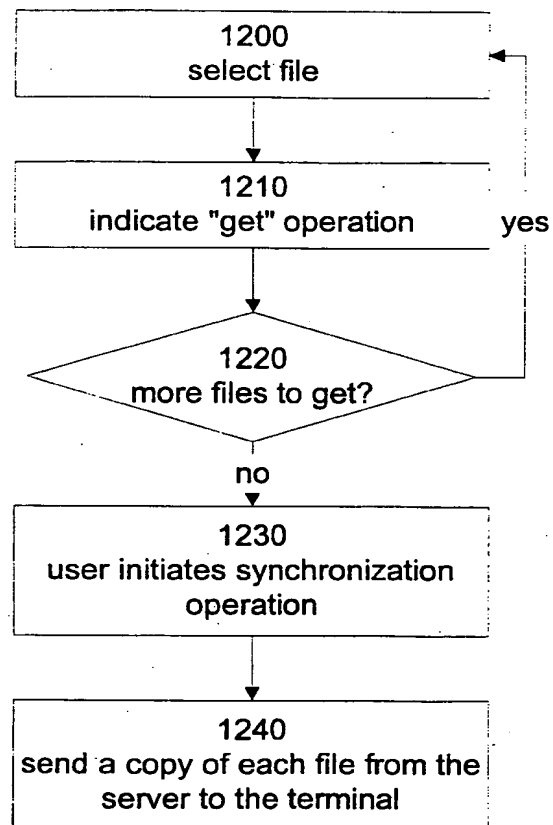 1200
select file
1210
indicate "get" operation
yes
1220
more files to get?
no
1230
user initiates synchronization
operation
1240
send a copy of each file from the
server to the terminal